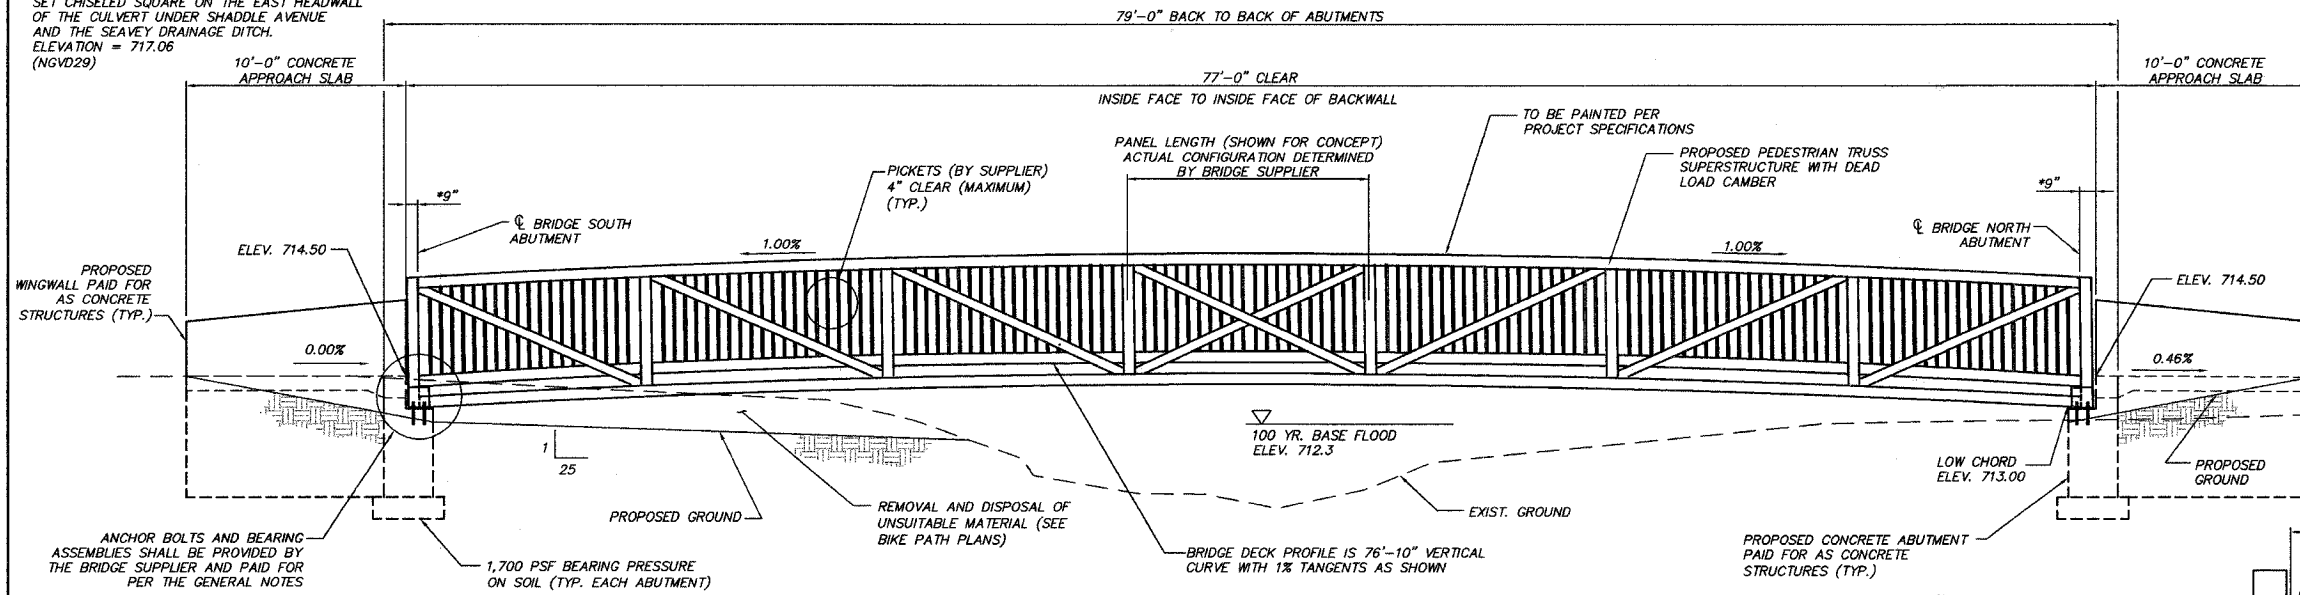 SET CHISELED SQUARE ON THE EAST HEADWALL
OF THE CULVERT UNDER SHADDLE AVENUE
AND THE SEAVEY DRAINAGE DITCH.
ELEVATION = 717.06
(NGVD29)
79'-0" BACK TO BACK OF ABUTMENTS
10'-0" CONCRETE
APPROACH SLAB
77'-0" CLEAR
INSIDE FACE TO INSIDE FACE OF BACKWALL
10'-0" CONCRETE
APPROACH SLAB
TO BE PAINTED PER
PROJECT SPECIFICATIONS
PANEL LENGTH (SHOWN FOR CONCEPT)
ACTUAL CONFIGURATION DETERMINED
BY BRIDGE SUPPLIER
PROPOSED PEDESTRIAN TRUSS
SUPERSTRUCTURE WITH DEAD
LOAD CAMBER
PICKETS (BY SUPPLIER)
4" CLEAR (MAXIMUM)
(TYP.)
*9"
*9"
℄ BRIDGE SOUTH
ABUTMENT
℄ BRIDGE NORTH
ABUTMENT
ELEV. 714.50
1.00%
1.00%
ELEV. 714.50
PROPOSED
WINGWALL PAID FOR
AS CONCRETE
STRUCTURES (TYP.)
0.00%
0.46%
1
25
100 YR. BASE FLOOD
ELEV. 712.3
LOW CHORD
ELEV. 713.00
PROPOSED
GROUND
PROPOSED GROUND
REMOVAL AND DISPOSAL OF
UNSUITABLE MATERIAL (SEE
BIKE PATH PLANS)
EXIST. GROUND
ANCHOR BOLTS AND BEARING
ASSEMBLIES SHALL BE PROVIDED BY
THE BRIDGE SUPPLIER AND PAID FOR
PER THE GENERAL NOTES
1,700 PSF BEARING PRESSURE
ON SOIL (TYP. EACH ABUTMENT)
BRIDGE DECK PROFILE IS 76'-10" VERTICAL
CURVE WITH 1% TANGENTS AS SHOWN
PROPOSED CONCRETE ABUTMENT
PAID FOR AS CONCRETE
STRUCTURES (TYP.)